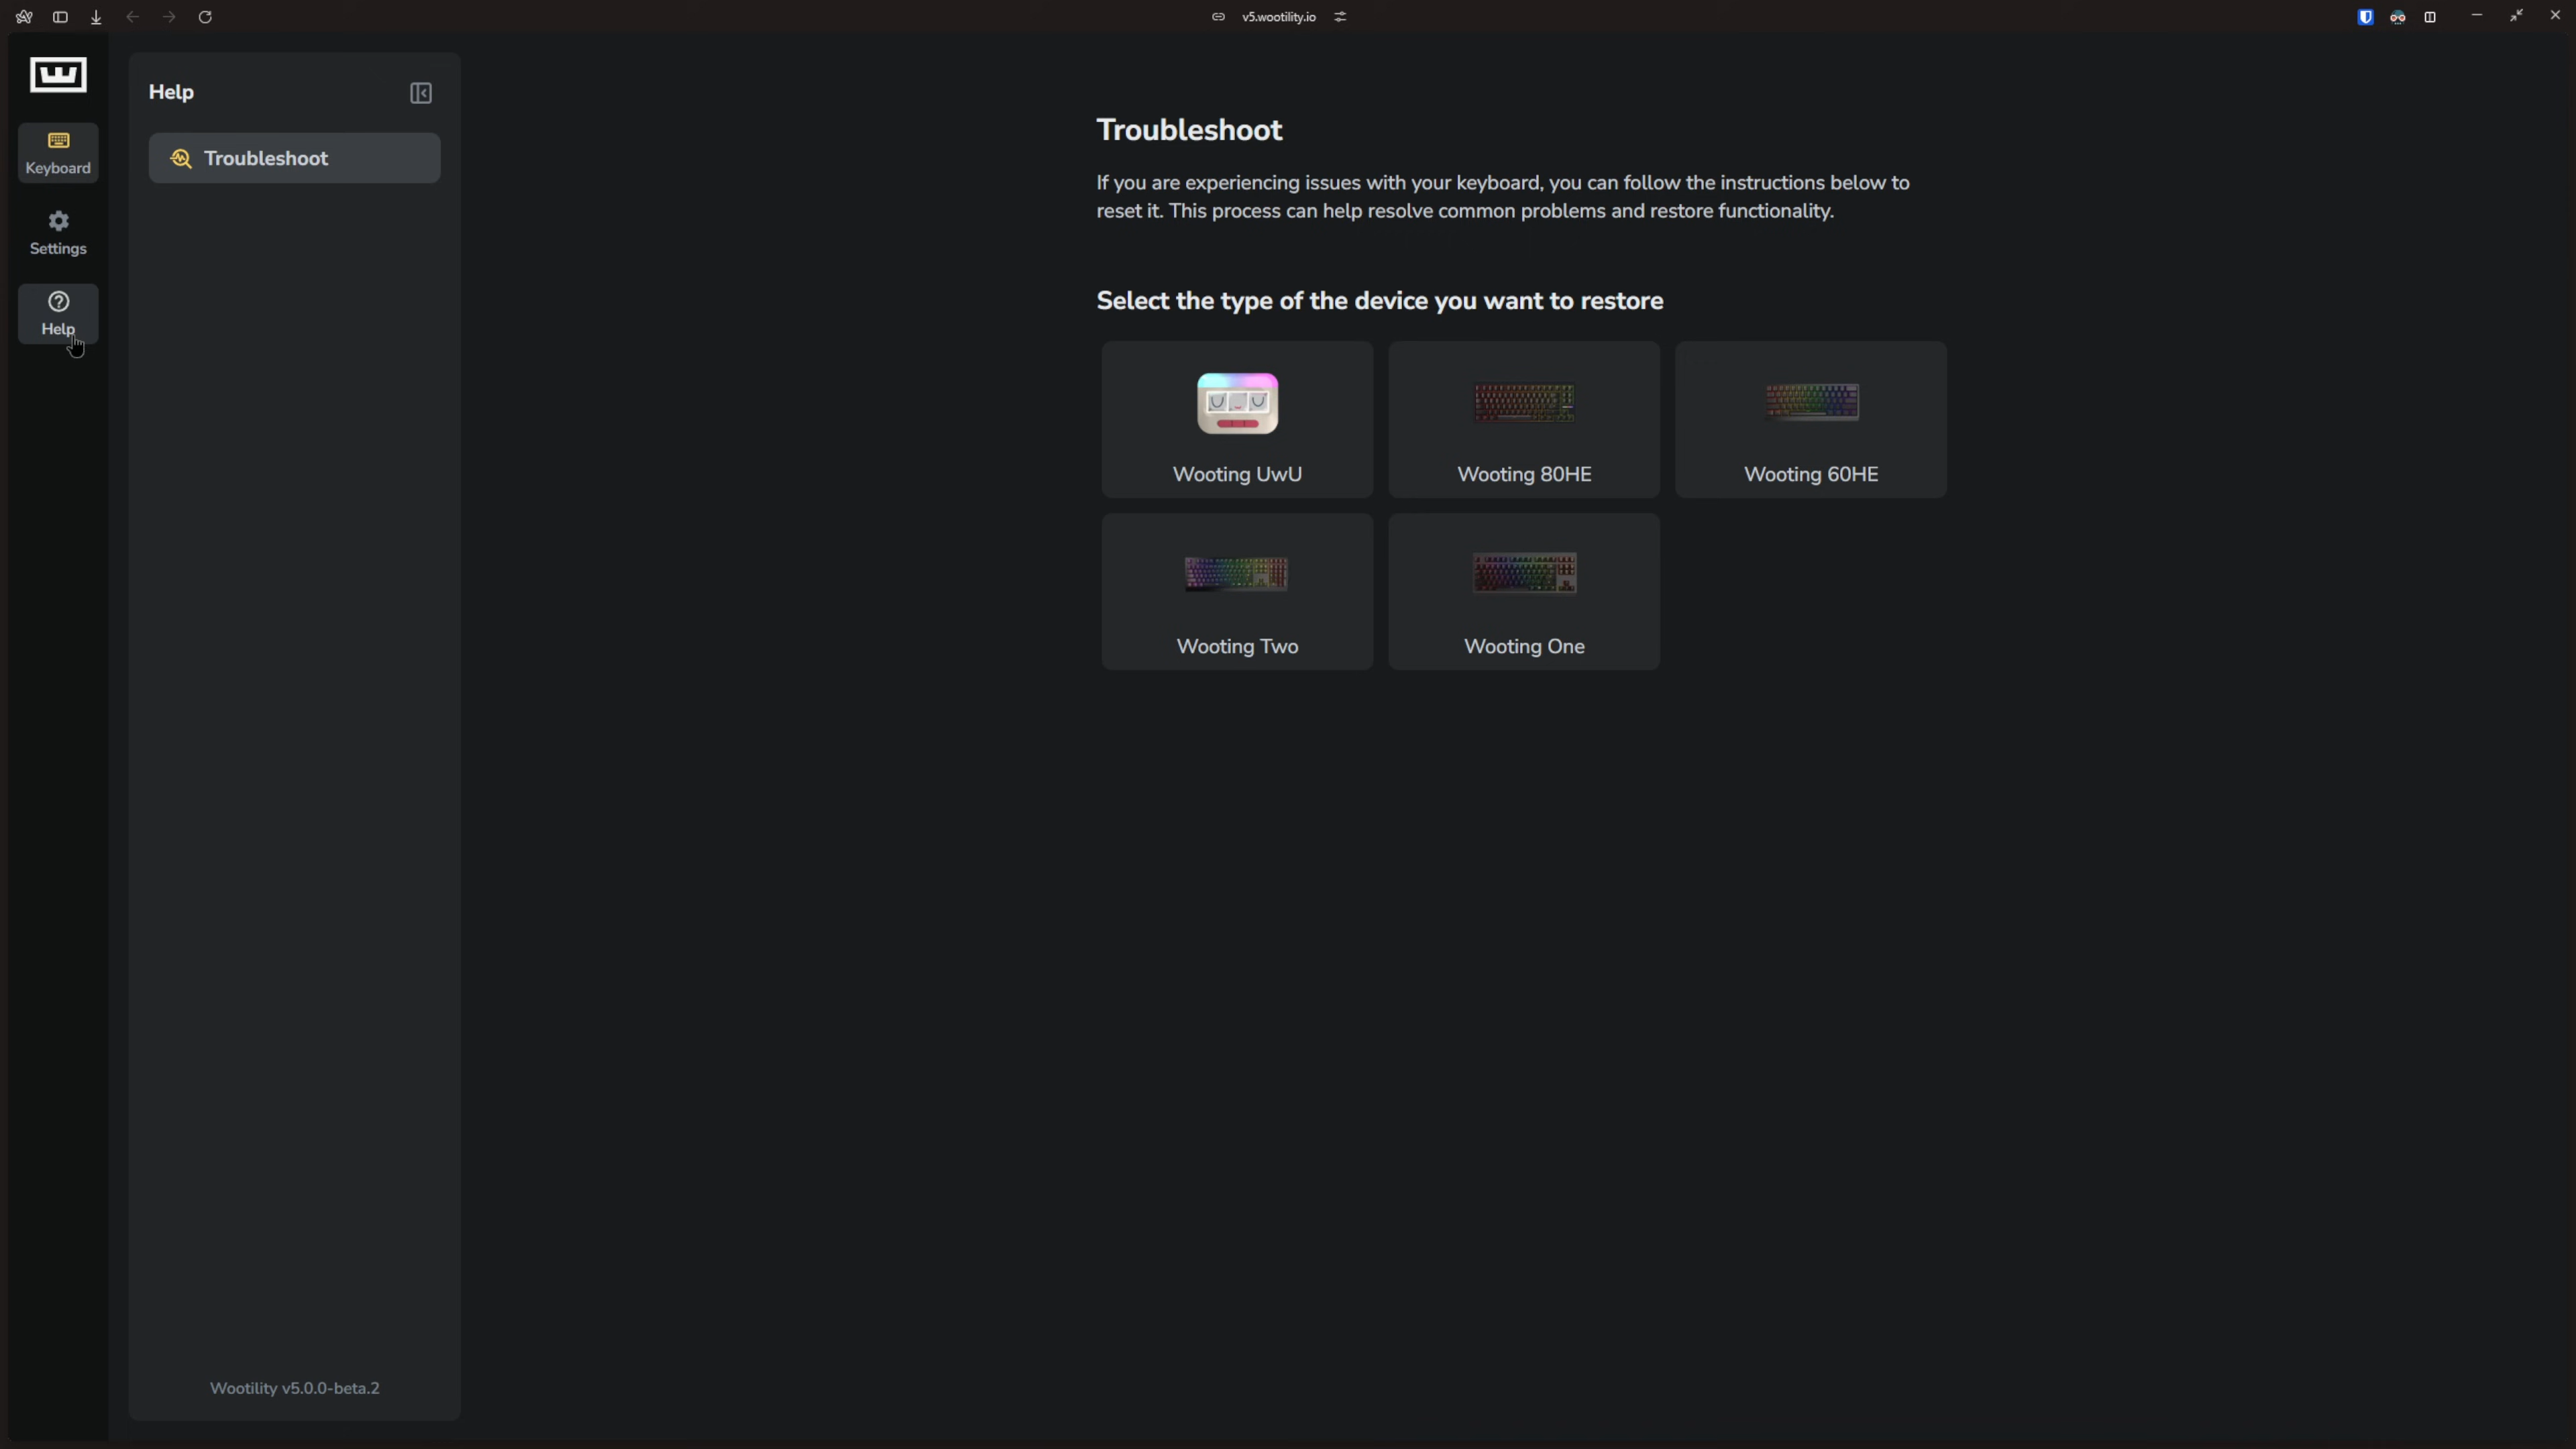 v5.wootility.io
Keyboard
Settings
Help
Help
Troubleshoot
Wootility v5.0.0-beta.2
Troubleshoot
If you are experiencing issues with your keyboard, you can follow the instructions below to
reset it. This process can help resolve common problems and restore functionality.
Select the type of the device you want to restore
Wooting UwU
Wooting 80HE
Wooting 60HE
Wooting Two
Wooting One